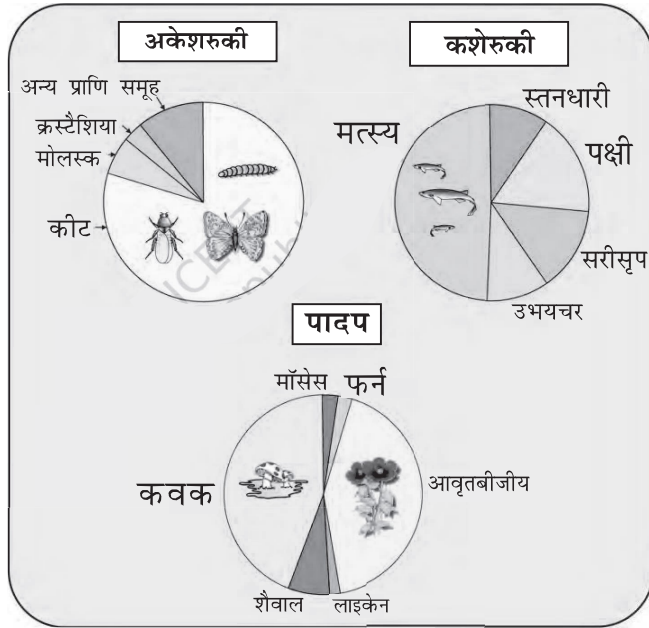 अकेशरुकी
अन्य प्राणि समूह
क्रस्टैशिया
मोलस्क
कीट
कशेरुकी
मत्स्य
स्तनधारी
पक्षी
सरीसृप
उभयचर
पादप
मॉसेस
फर्न
कवक
आवृतबीजीय
शैवाल
लाइकेन